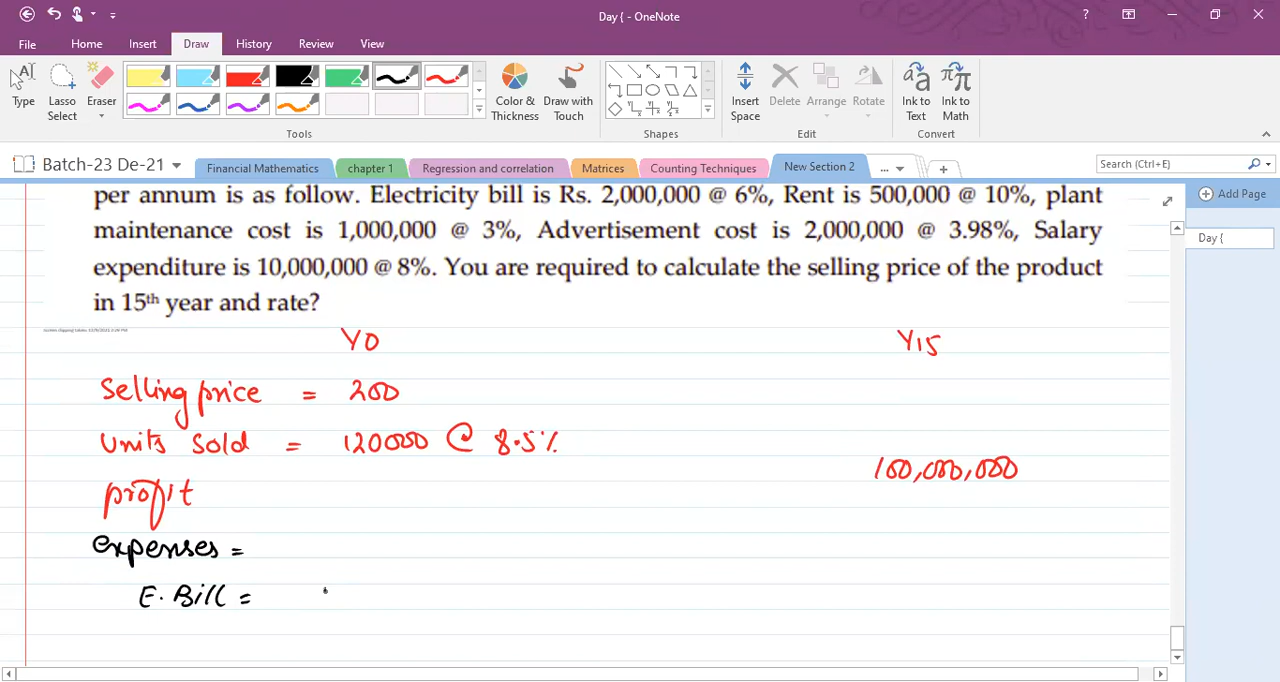 Day { - OneNote
File Home Insert Draw History Review View
Type
Lasso Select
Eraser
Color & Thickness
Draw with Touch
Insert Space
Delete
Arrange
Rotate
Ink to Text
Ink to Math
Tools Shapes Edit Convert
Batch-23 De-21 Financial Mathematics chapter 1 Regression and correlation Matrices Counting Techniques New Section 2 ... Search (Ctrl+E)
Add Page
Day {
per annum is as follow. Electricity bill is Rs. 2,000,000 @ 6%, Rent is 500,000 @ 10%, plant
maintenance cost is 1,000,000 @ 3%, Advertisement cost is 2,000,000 @ 3.98%, Salary
expenditure is 10,000,000 @ 8%. You are required to calculate the selling price of the product
in 15th year and rate?
Y0 Y15
Selling price = 200
Units sold = 120000 @ 8.5%
100,000,000
profit
expenses =
E. Bill =